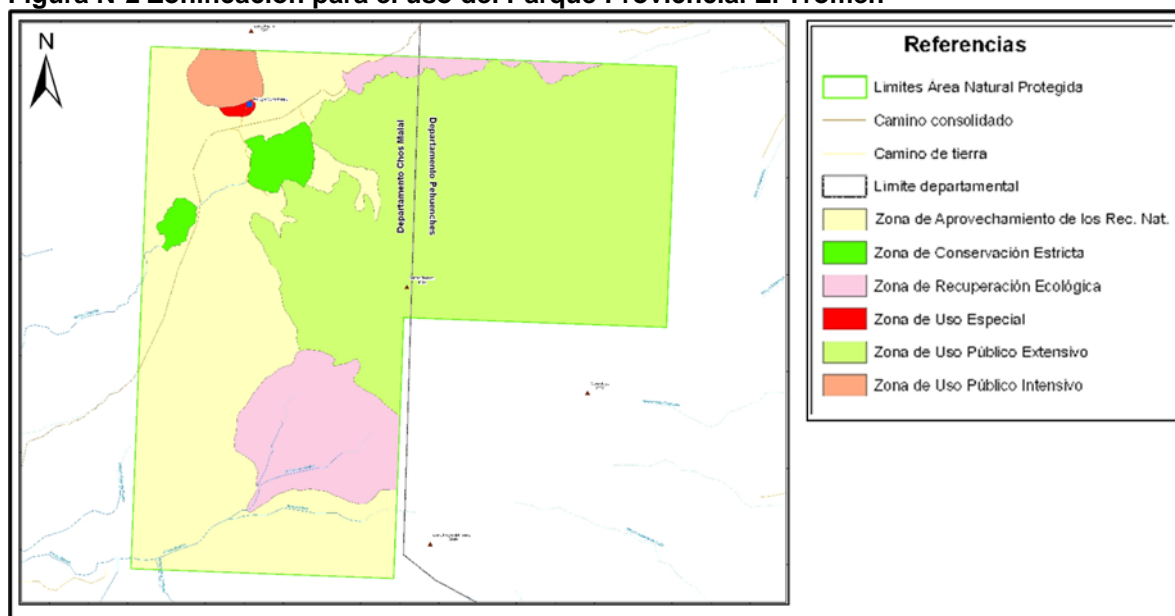 Figura N°2 Zonificación para el uso del Parque Provincial El Tromen
N
Departamento Chos Malal
Departamento Pehuenches
Referencias
Limites Área Natural Protegida
Camino consolidado
Camino de tierra
Limite departamental
Zona de Aprovechamiento de los Rec. Nat.
Zona de Conservación Estricta
Zona de Recuperación Ecológica
Zona de Uso Especial
Zona de Uso Público Extensivo
Zona de Uso Público Intensivo